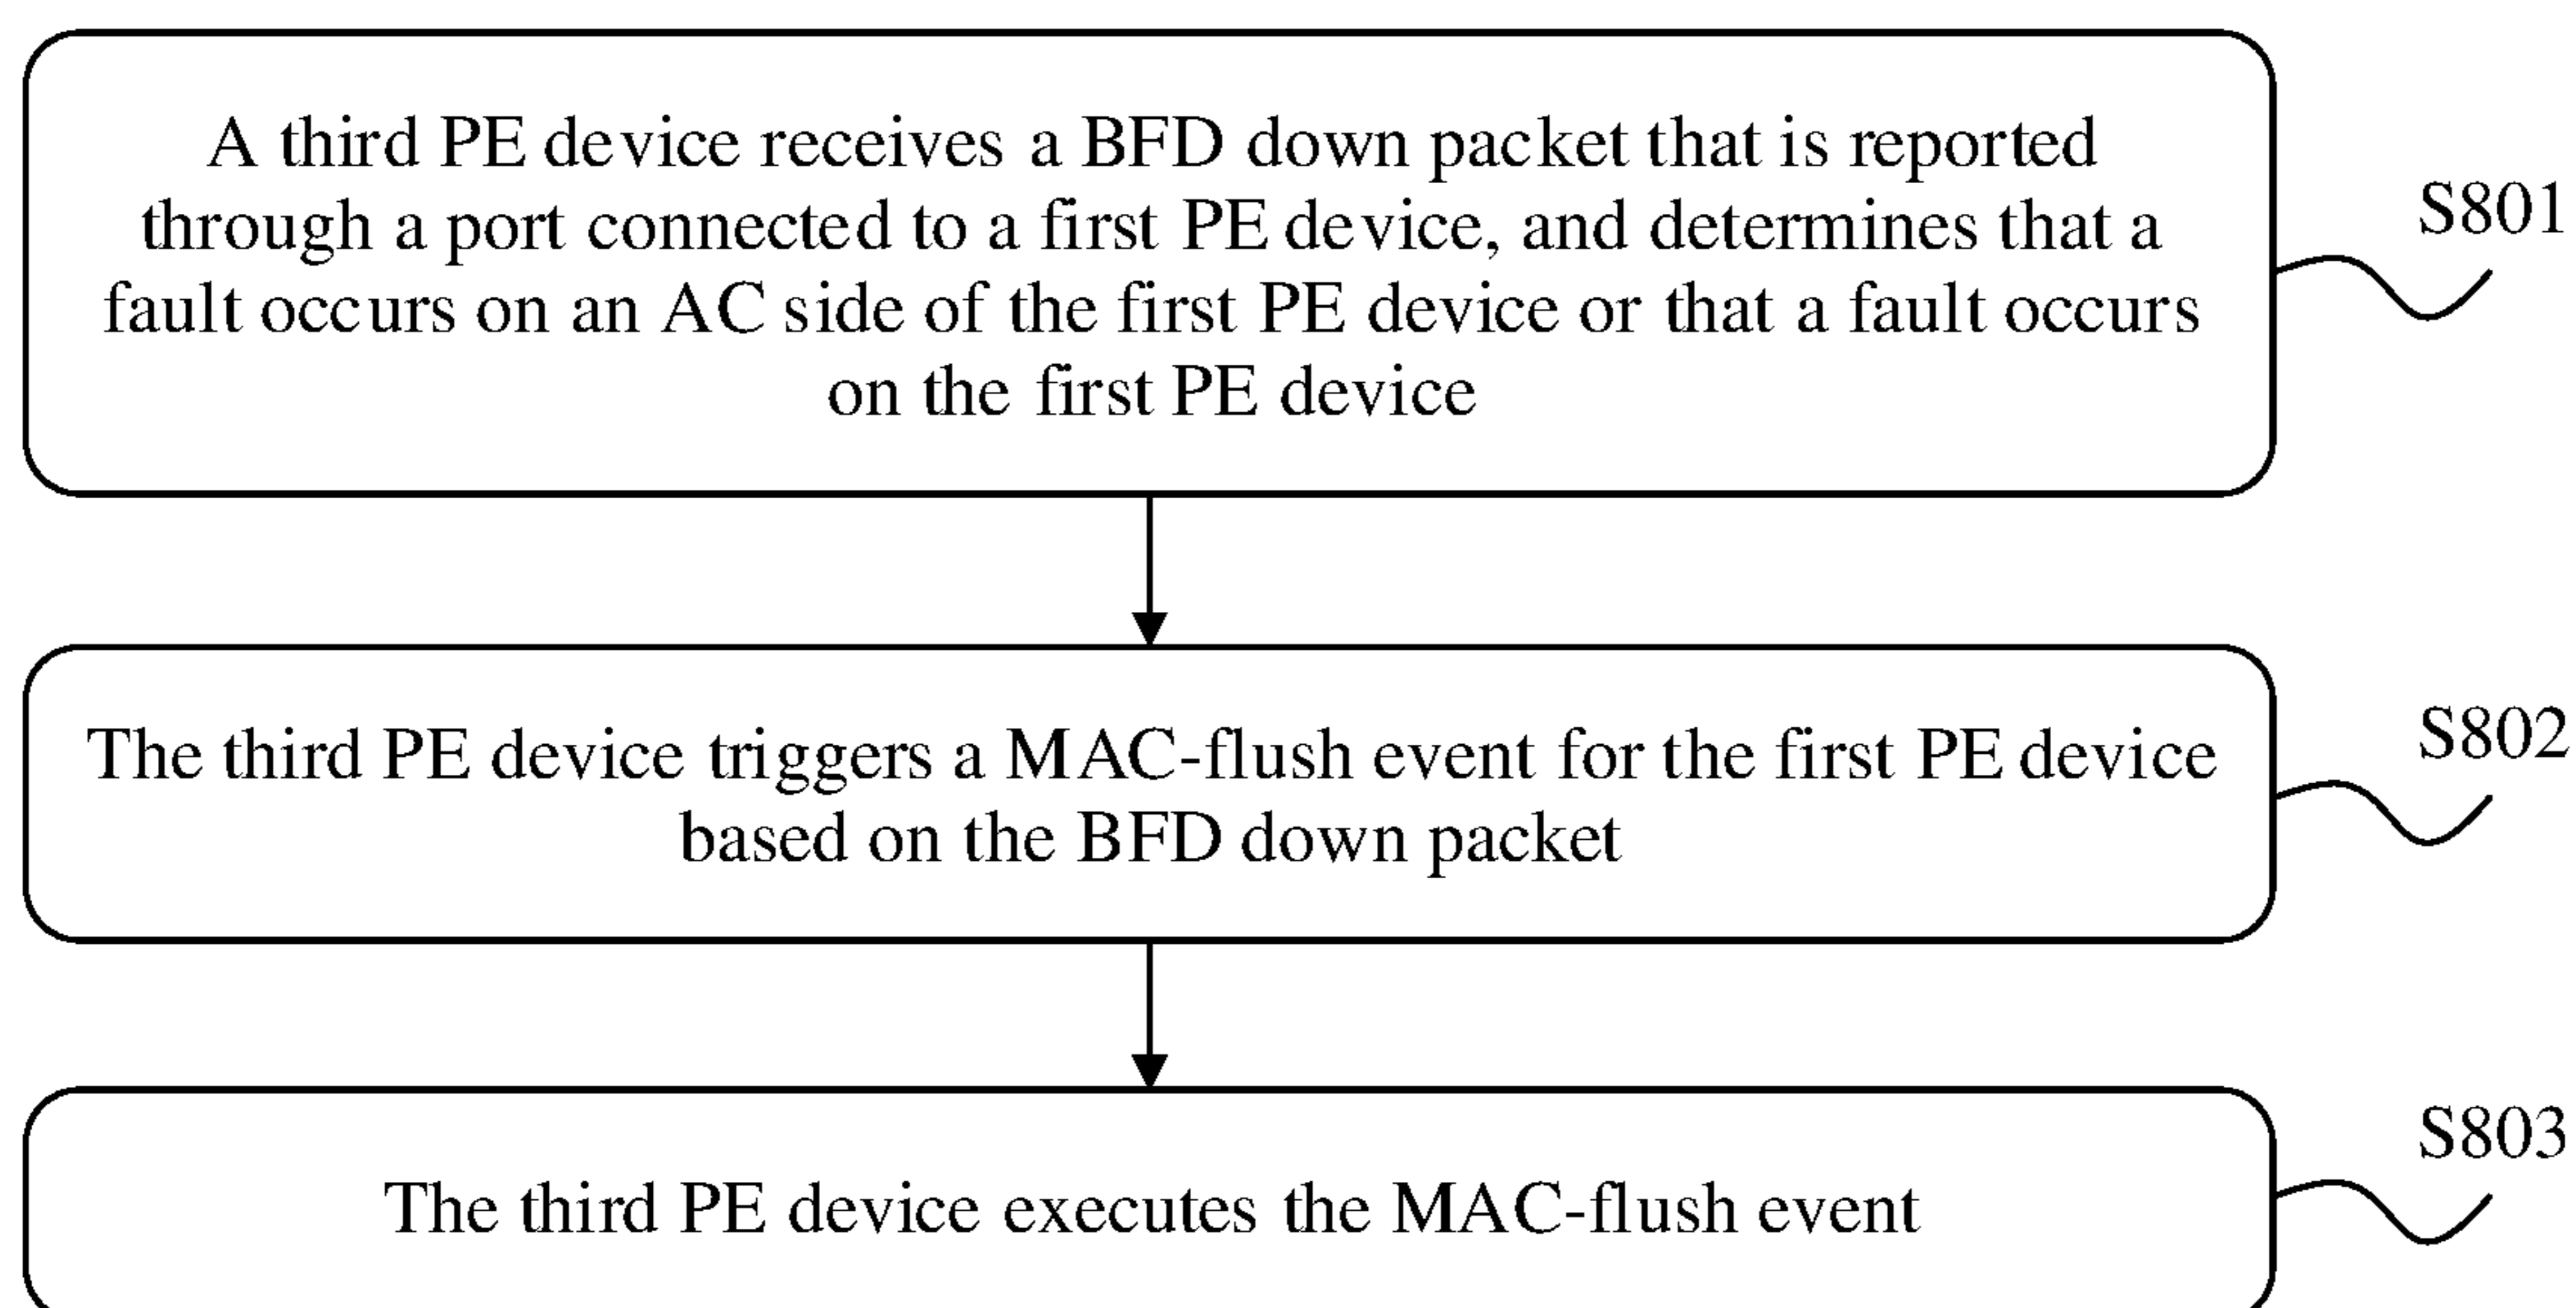 A third PE device receives a BFD down packet that is reported
through a port connected to a first PE device, and determines that a
fault occurs on an AC side of the first PE device or that a fault occurs
on the first PE device
S801
The third PE device triggers a MAC-flush event for the first PE device
based on the BFD down packet
S802
The third PE device executes the MAC-flush event
S803